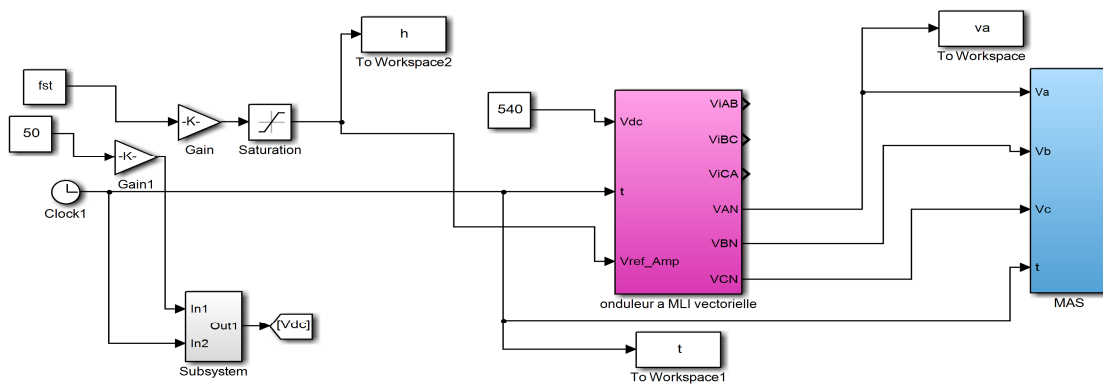 h
To Workspace2
va
To Workspace
fst
-K-
Gain
Saturation
50
-K-
Gain1
Clock1
540
Vdc
t
Vref_Amp
ViAB
ViBC
ViCA
VAN
VBN
VCN
onduleur a MLI vectorielle
Va
Vb
Vc
t
MAS
In1
In2
Out1
Subsystem
[Vdc]
t
To Workspace1